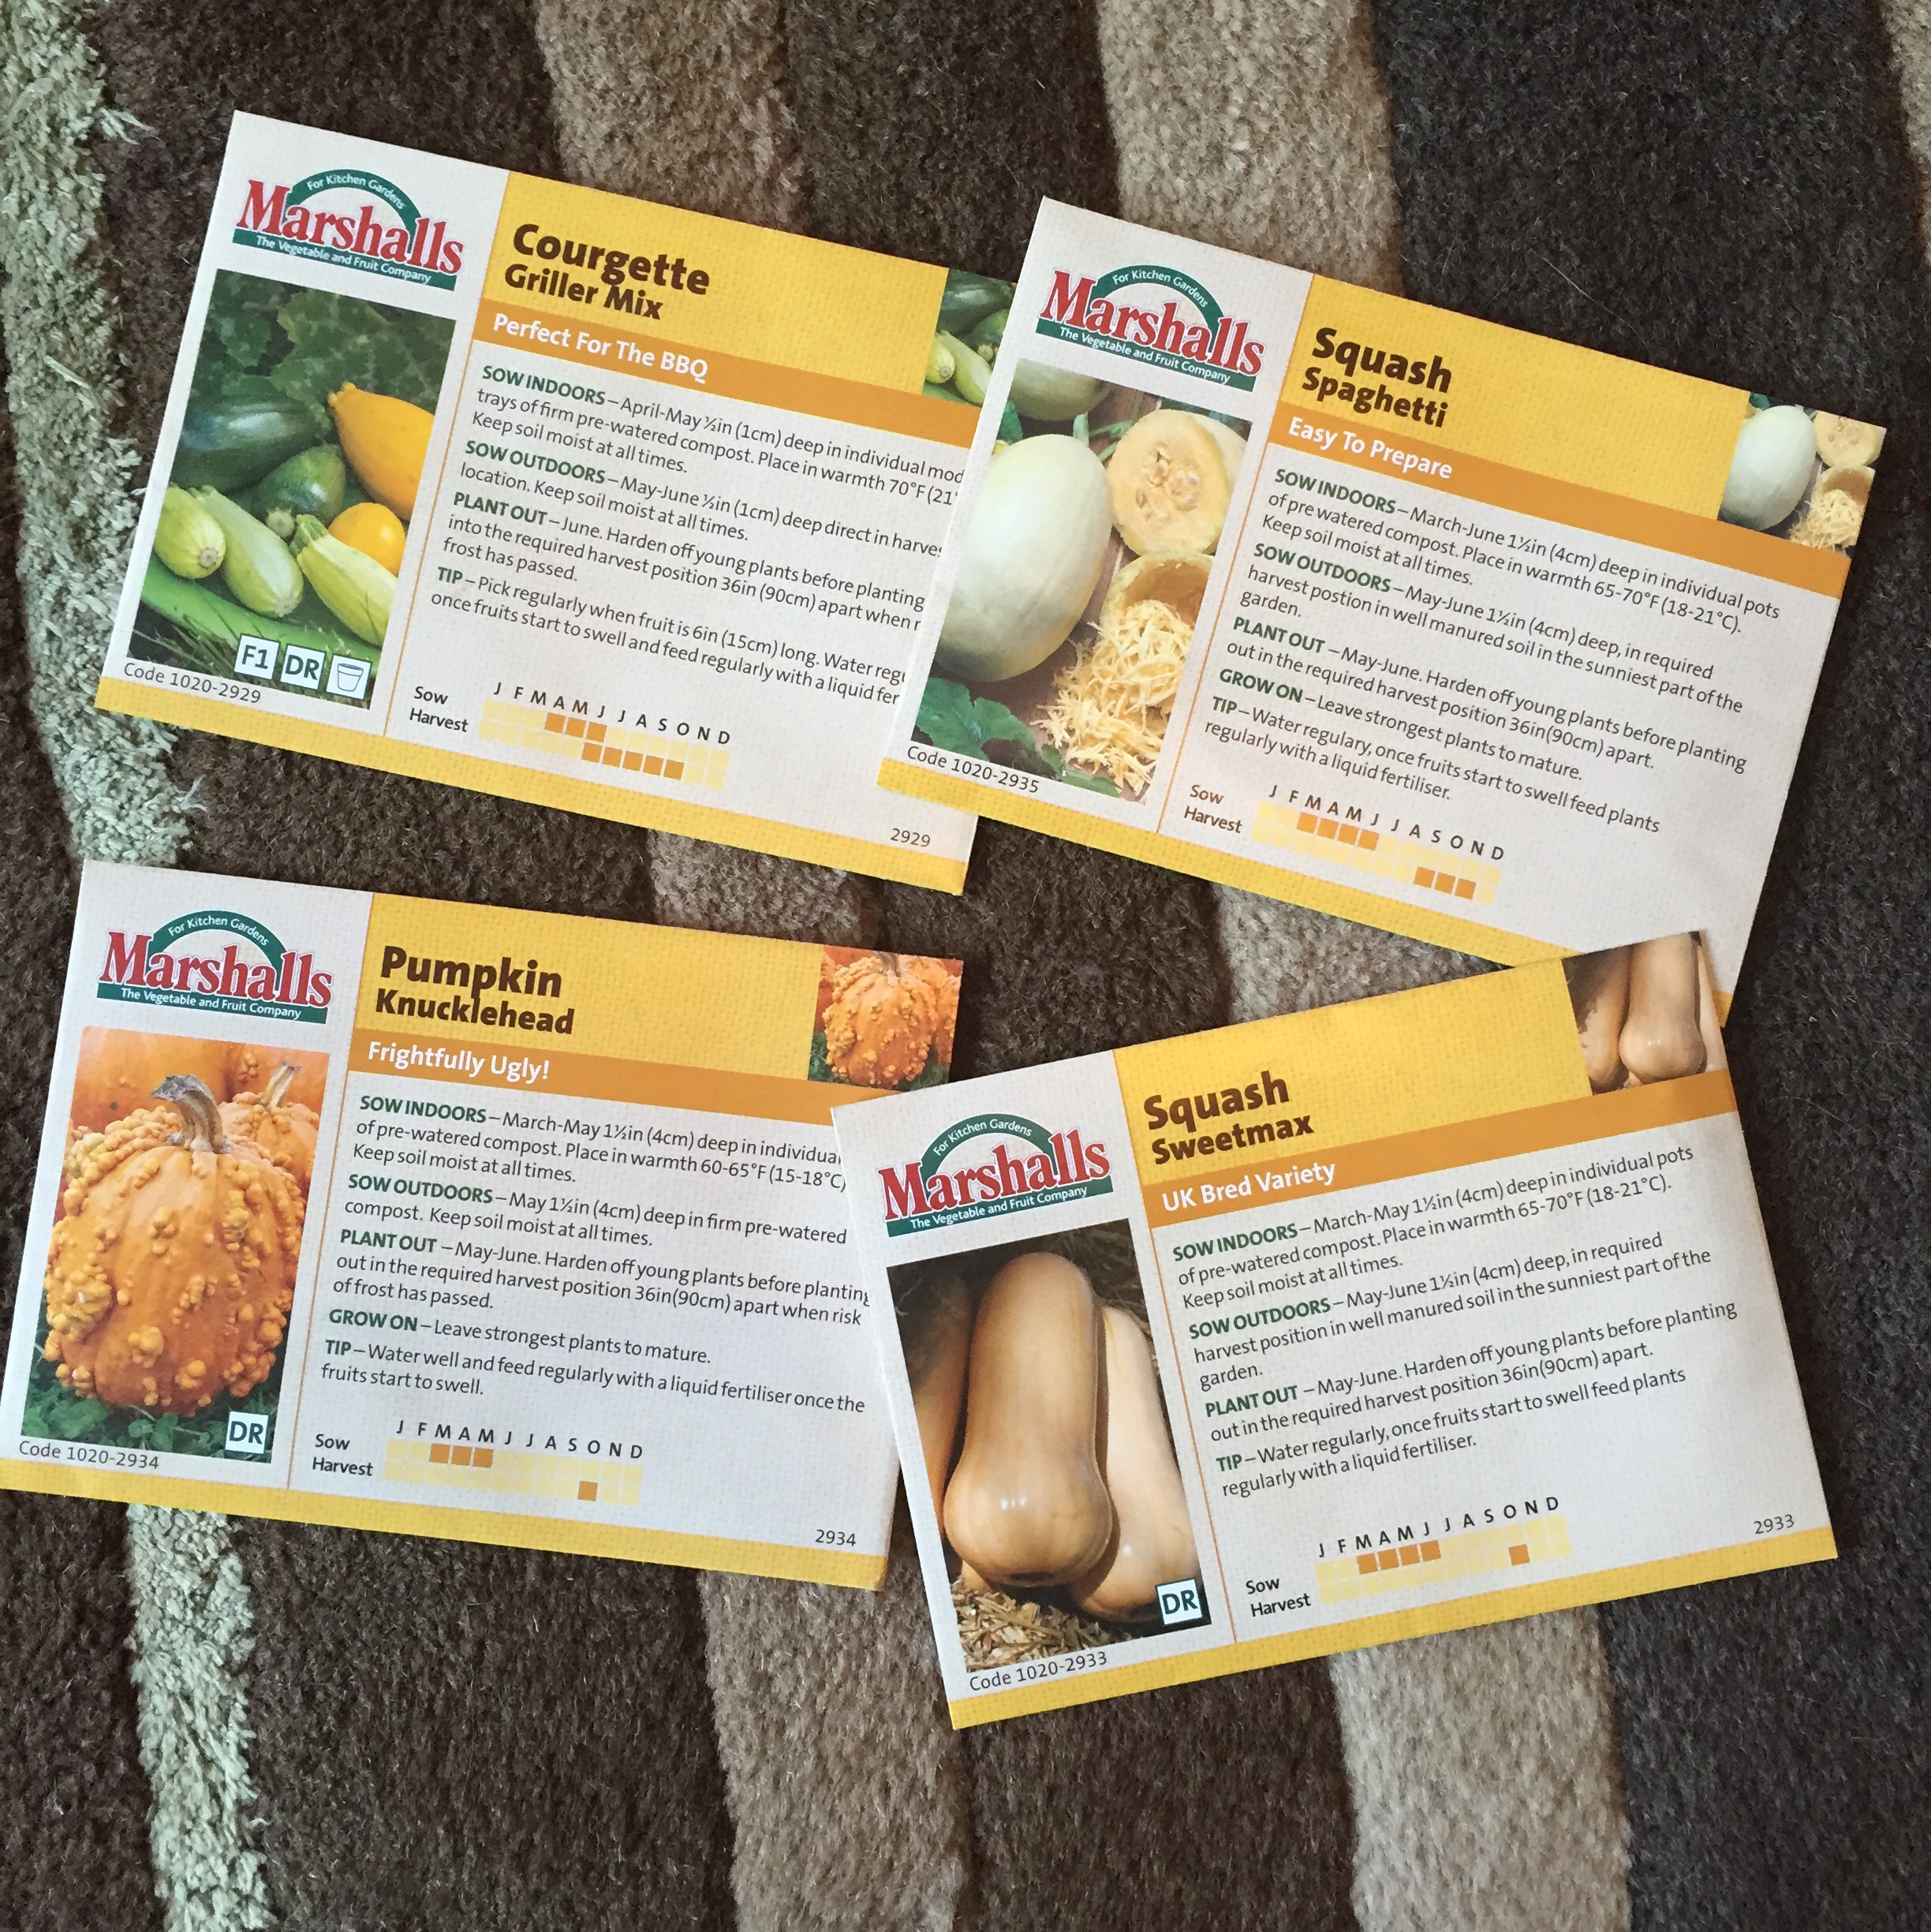 For Kitchen Gardens
Marshalls
The Vegetable and Fruit Company
Courgette
Griller Mix
Perfect For The BBQ
SOW INDOORS – April-May ½in (1cm) deep in individual
trays of firm pre-watered compost. Place in warmth 70°F
Keep soil moist at all times.
SOW OUTDOORS – May-June ½in (1cm) deep direct in
location. Keep soil moist at all times.
PLANT OUT – June. Harden off young plants before planting
into the required harvest position 36in (90cm) apart when
frost has passed.
TIP – Pick regularly when fruit is 6in (15cm) long. Water
once fruits start to swell and feed regularly with a liquid
F1 DR
Code 1020-2929
J F M A M J J A S O N D
Sow
Harvest
2929
For Kitchen Gardens
Marshalls
The Vegetable and Fruit Company
Squash
Spaghetti
Easy To Prepare
SOW INDOORS – March-June 1½in (4cm) deep in individual pots
of pre watered compost. Place in warmth 65-70°F (18-21°C).
Keep soil moist at all times.
SOW OUTDOORS – May-June 1½in (4cm) deep, in required
harvest postion in well manured soil in the sunniest part of the
garden.
PLANT OUT – May-June. Harden off young plants before planting
out in the required harvest position 36in(90cm) apart.
GROW ON – Leave strongest plants to mature.
TIP – Water regulary, once fruits start to swell feed plants
regularly with a liquid fertiliser.
Code 1020-2935
J F M A M J J A S O N D
Sow
Harvest
For Kitchen Gardens
Marshalls
The Vegetable and Fruit Company
Pumpkin
Knucklehead
Frightfully Ugly!
SOW INDOORS – March-May 1½in (4cm) deep in individual
of pre-watered compost. Place in warmth 60-65°F (15-18°C)
Keep soil moist at all times.
SOW OUTDOORS – May 1½in (4cm) deep in firm pre-watered
compost. Keep soil moist at all times.
PLANT OUT – May-June. Harden off young plants before planting
out in the required harvest position 36in(90cm) apart when risk
of frost has passed.
GROW ON – Leave strongest plants to mature.
TIP – Water well and feed regularly with a liquid fertiliser once the
fruits start to swell.
DR
Code 1020-2934
J F M A M J J A S O N D
Sow
Harvest
2934
For Kitchen Gardens
Marshalls
The Vegetable and Fruit Company
Squash
Sweetmax
UK Bred Variety
SOW INDOORS – March-May 1½in (4cm) deep in individual pots
of pre-watered compost. Place in warmth 65-70°F (18-21°C).
Keep soil moist at all times.
SOW OUTDOORS – May-June 1½in (4cm) deep, in required
harvest position in well manured soil in the sunniest part of the
garden.
PLANT OUT – May-June. Harden off young plants before planting
out in the required harvest position 36in(90cm) apart.
TIP – Water regularly, once fruits start to swell feed plants
regularly with a liquid fertiliser.
DR
Code 1020-2933
J F M A M J J A S O N D
Sow
Harvest
2933